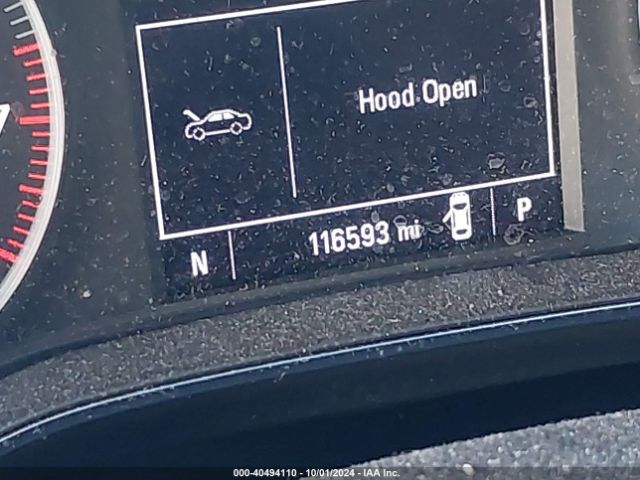 Hood Open
N 116593 mi P
000-40494110 - 10/01/2024 - IAA Inc.